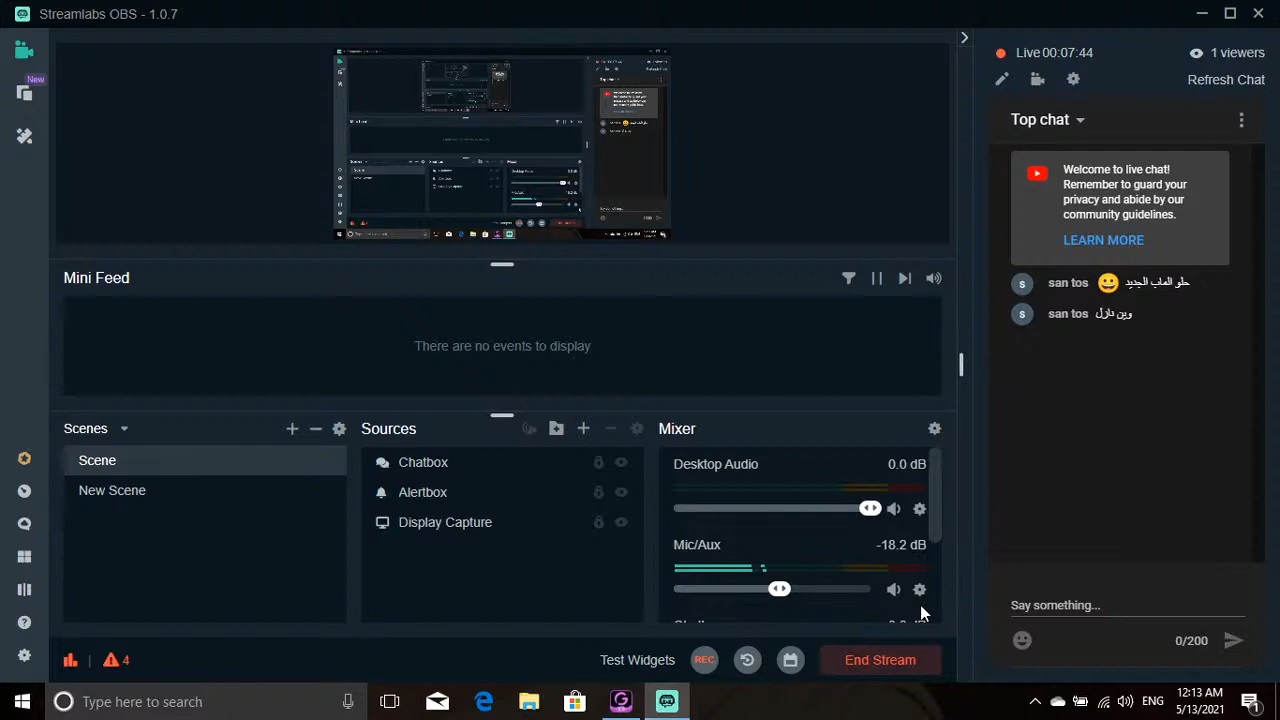 Streamlabs OBS - 1.0.7
New
Live
00:07:44
1 viewers
Refresh Chat
Top chat
Welcome to live chat!
Remember to guard your
privacy and abide by our
community guidelines.
LEARN MORE
san tos 😀 حلو العاب الجديد
san tos وين نازل
Mini Feed
There are no events to display
Scenes
Scene
New Scene
Sources
Chatbox
Alertbox
Display Capture
Mixer
Desktop Audio
0.0 dB
Mic/Aux
-18.2 dB
Say something...
0/200
4
Test Widgets
REC
End Stream
Type here to search
ENG
12:13 AM
5/13/2021
1